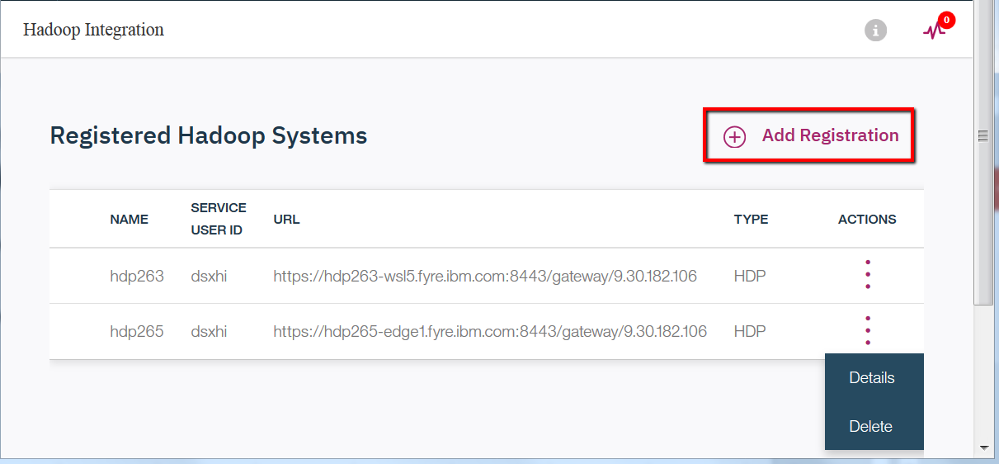 Hadoop Integration
0
Registered Hadoop Systems
Add Registration
NAME SERVICE USER ID URL TYPE ACTIONS
hdp263 dsxhi https://hdp263-wsl5.fyre.ibm.com:8443/gateway/9.30.182.106 HDP
hdp265 dsxhi https://hdp265-edge1.fyre.ibm.com:8443/gateway/9.30.182.106 HDP
Details
Delete